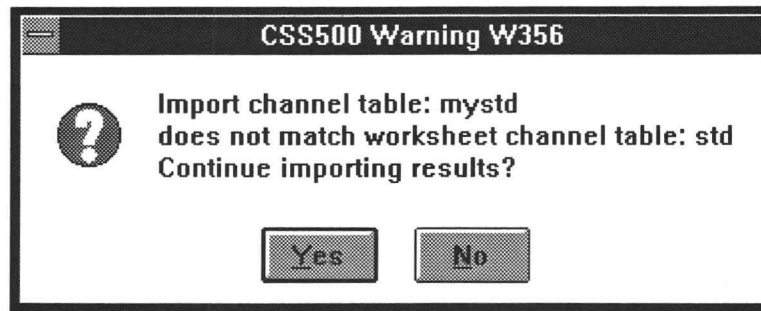 CSS500 Warning W356
Import channel table: mystd
does not match worksheet channel table: std
Continue importing results?
Yes
No